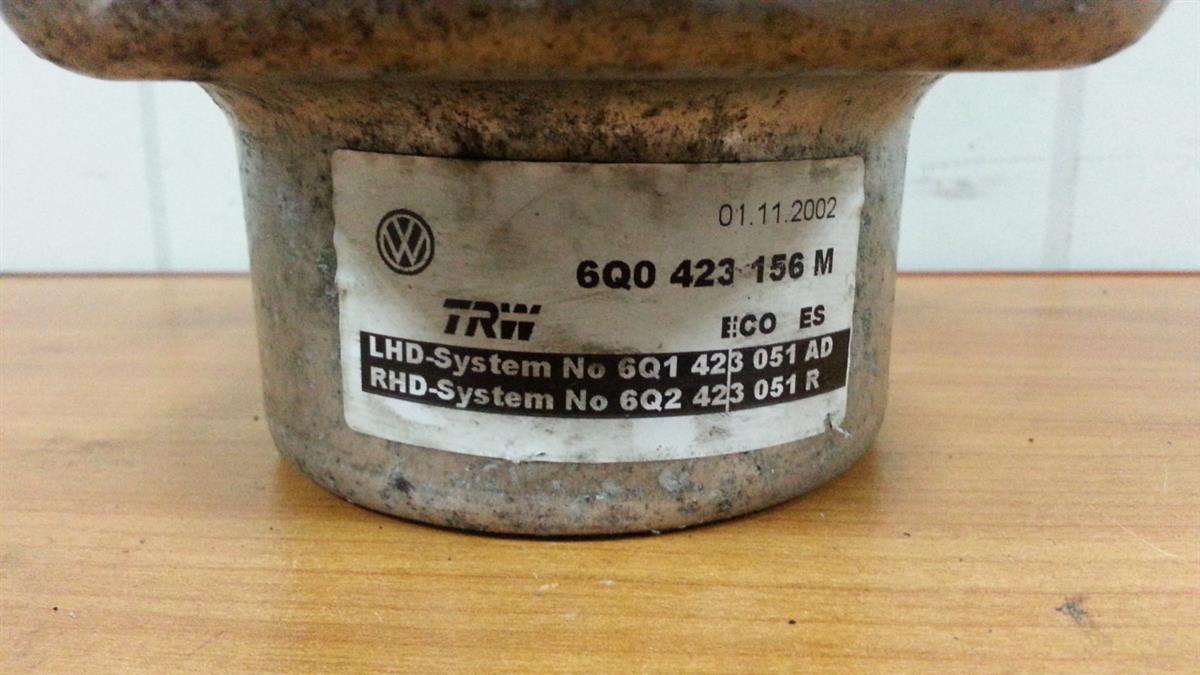 01.11.2002
6Q0 423 156 M
TRW
ECO ES
LHD-System No 6Q1 423 051 AD
RHD-System No 6Q2 423 051 R